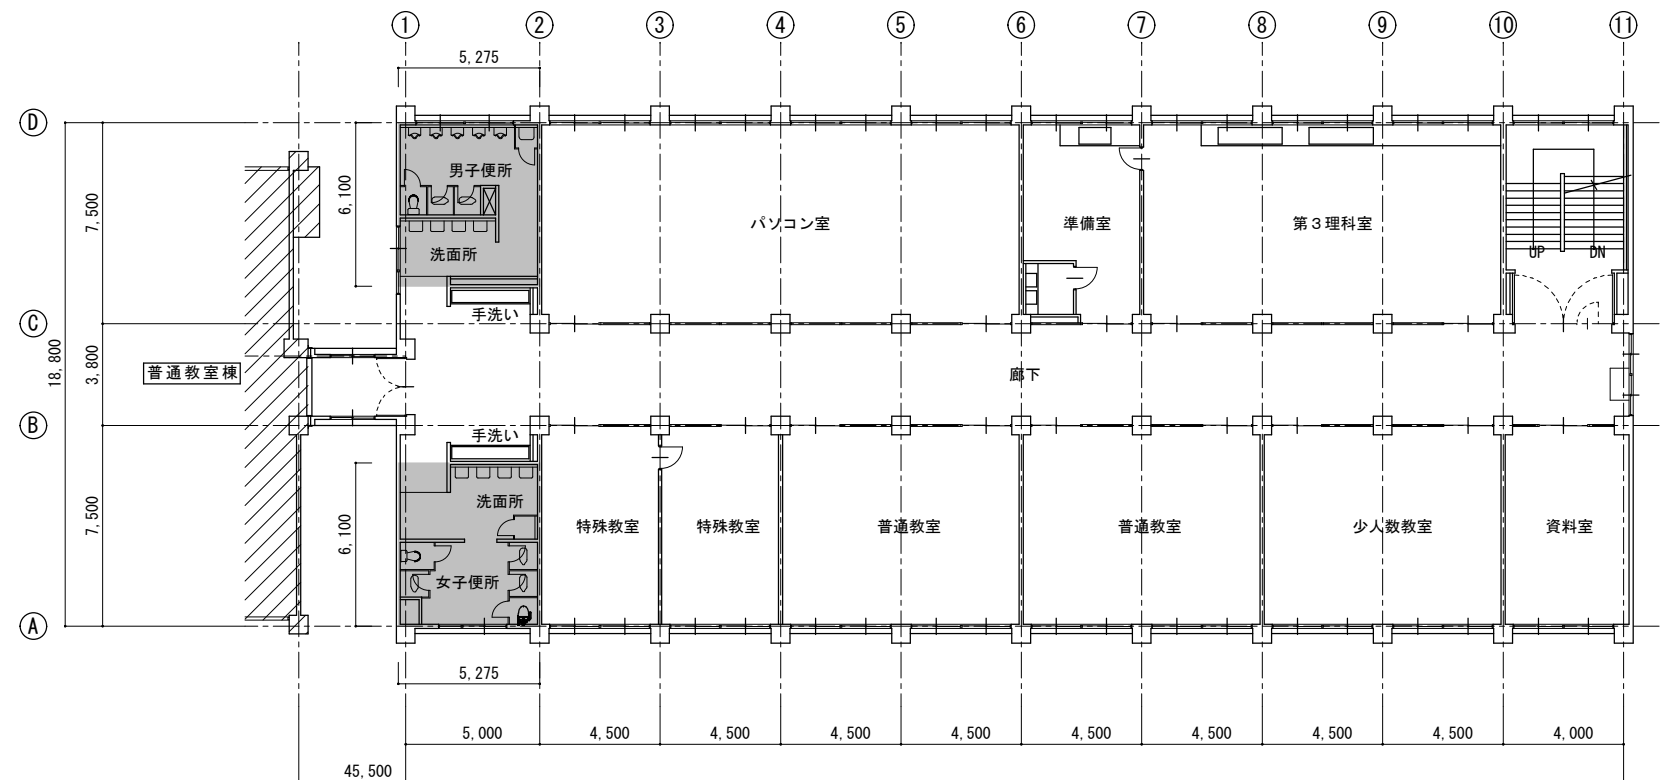 ① ② ③ ④ ⑤ ⑥ ⑦ ⑧ ⑨ ⑩ ⑪
5,275
Ⓓ
男子便所
7,500
6,100
パソコン室
準備室
第3理科室
洗面所
UP DN
手洗い
Ⓒ
普通教室棟
18,800
3,800
廊下
Ⓑ
手洗い
洗面所
7,500
6,100
特殊教室 特殊教室 普通教室 普通教室 少人数教室 資料室
女子便所
Ⓐ
5,275
5,000 4,500 4,500 4,500 4,500 4,500 4,500 4,500 4,500 4,000
45,500